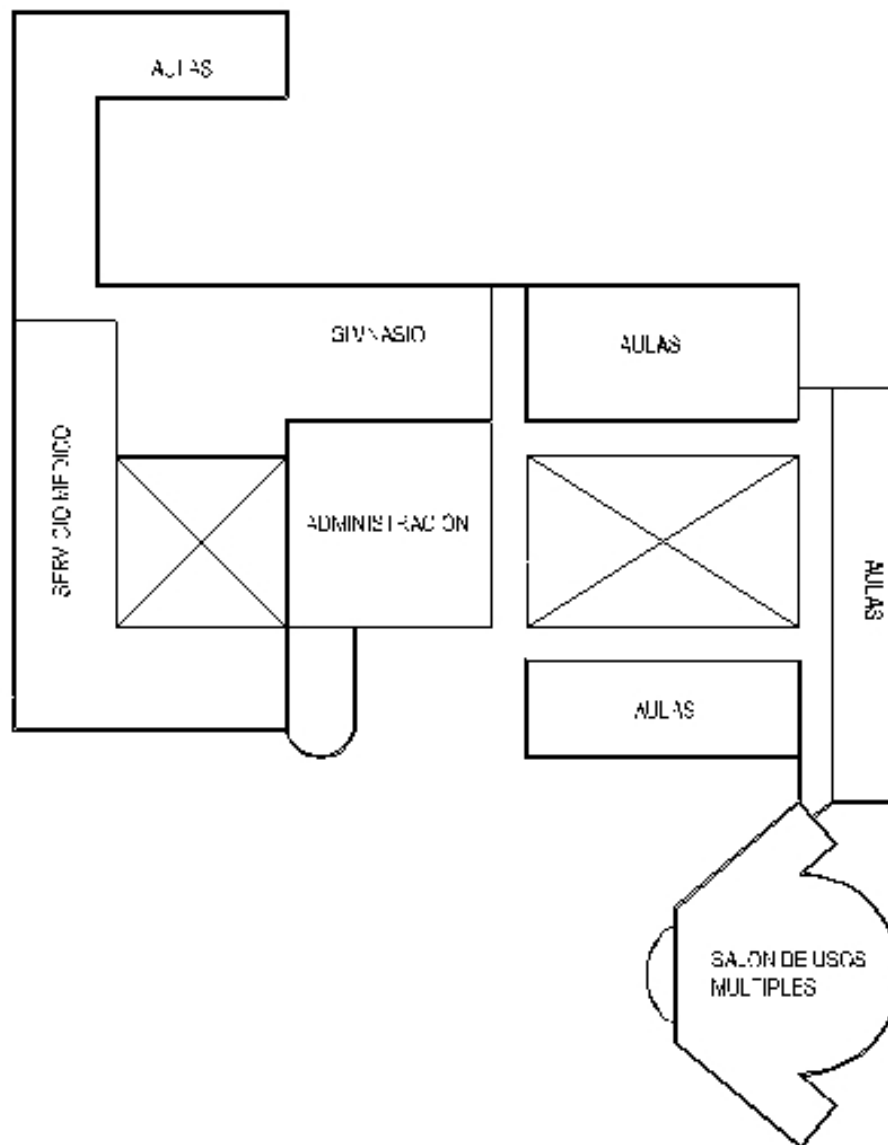 AULAS
GIMNASIO
AULAS
SERVICIO MEDICO
ADMINISTRACION
AULAS
AULAS
SALON DE USOS
MULTIPLES